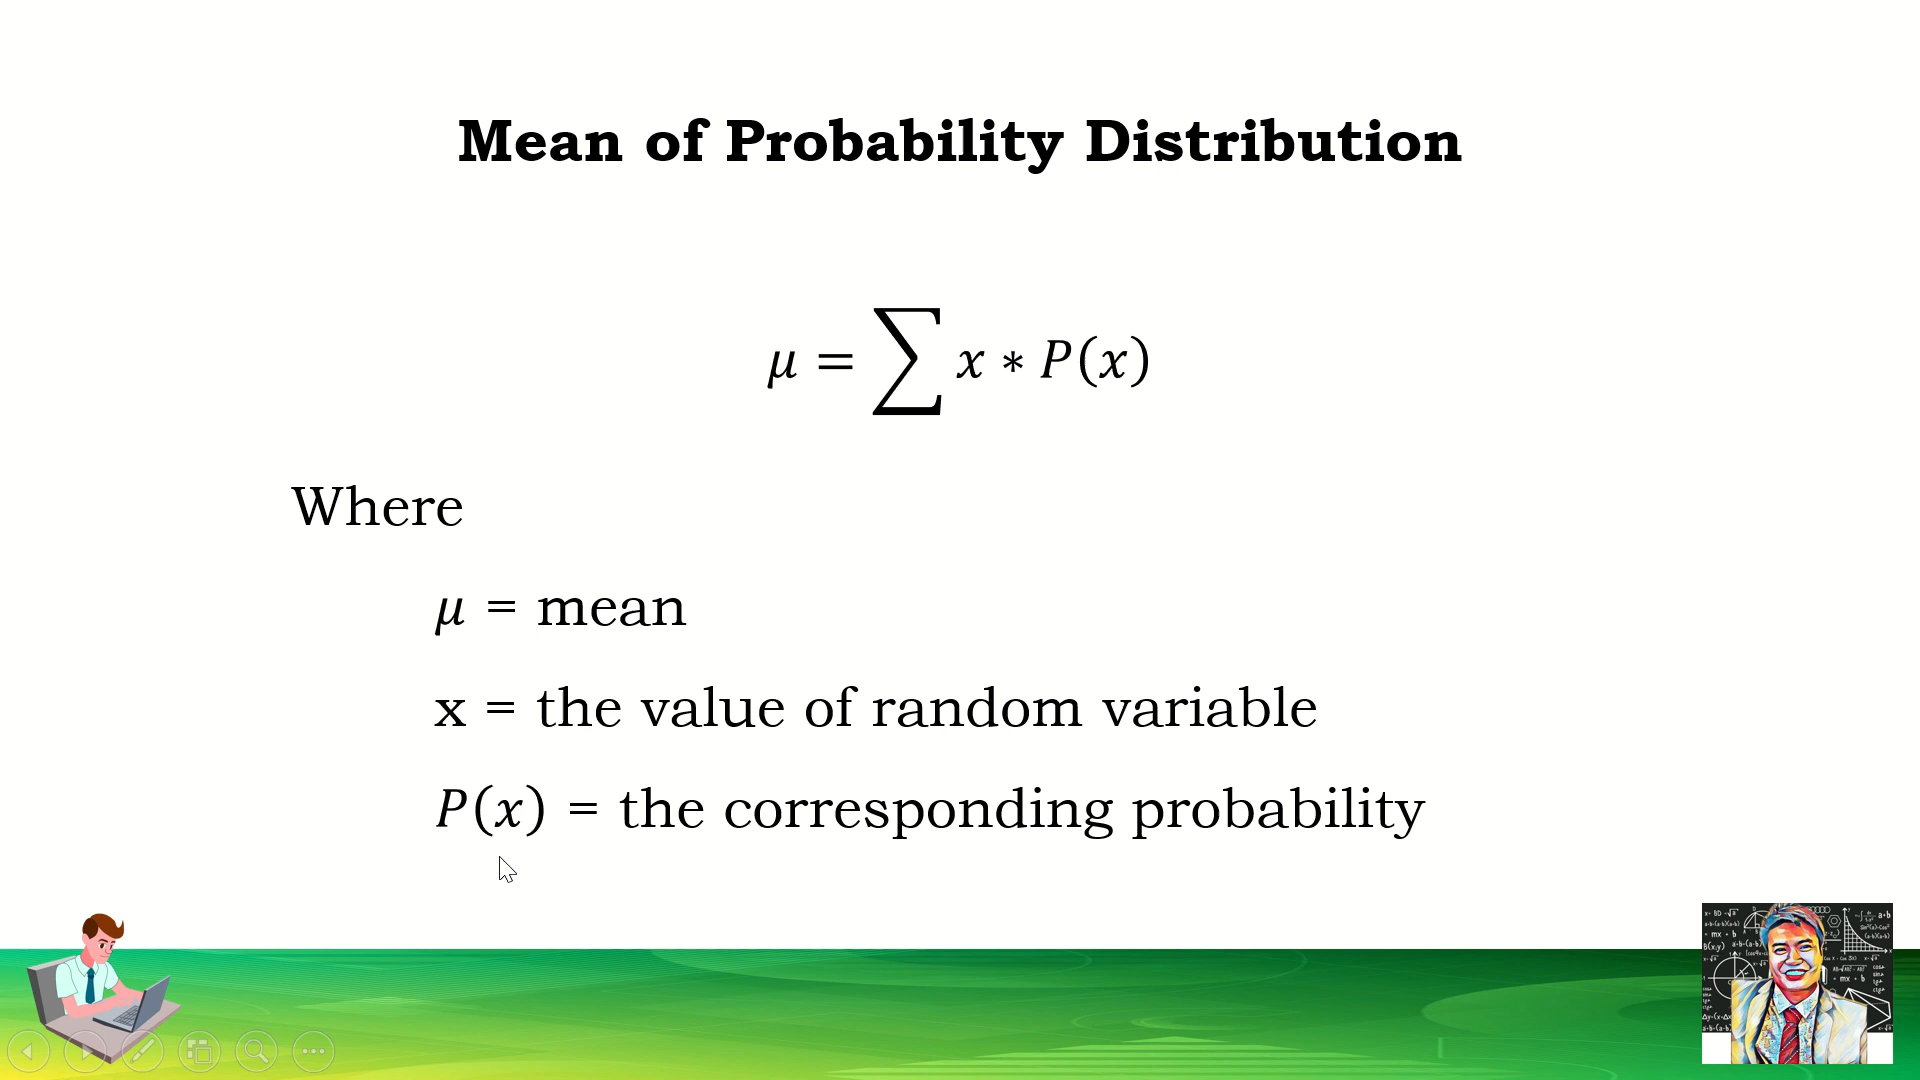 Mean of Probability Distribution
𝜇 = ∑ 𝑥 ∗ 𝑃(𝑥)
Where
𝜇 = mean
x = the value of random variable
𝑃(𝑥) = the corresponding probability